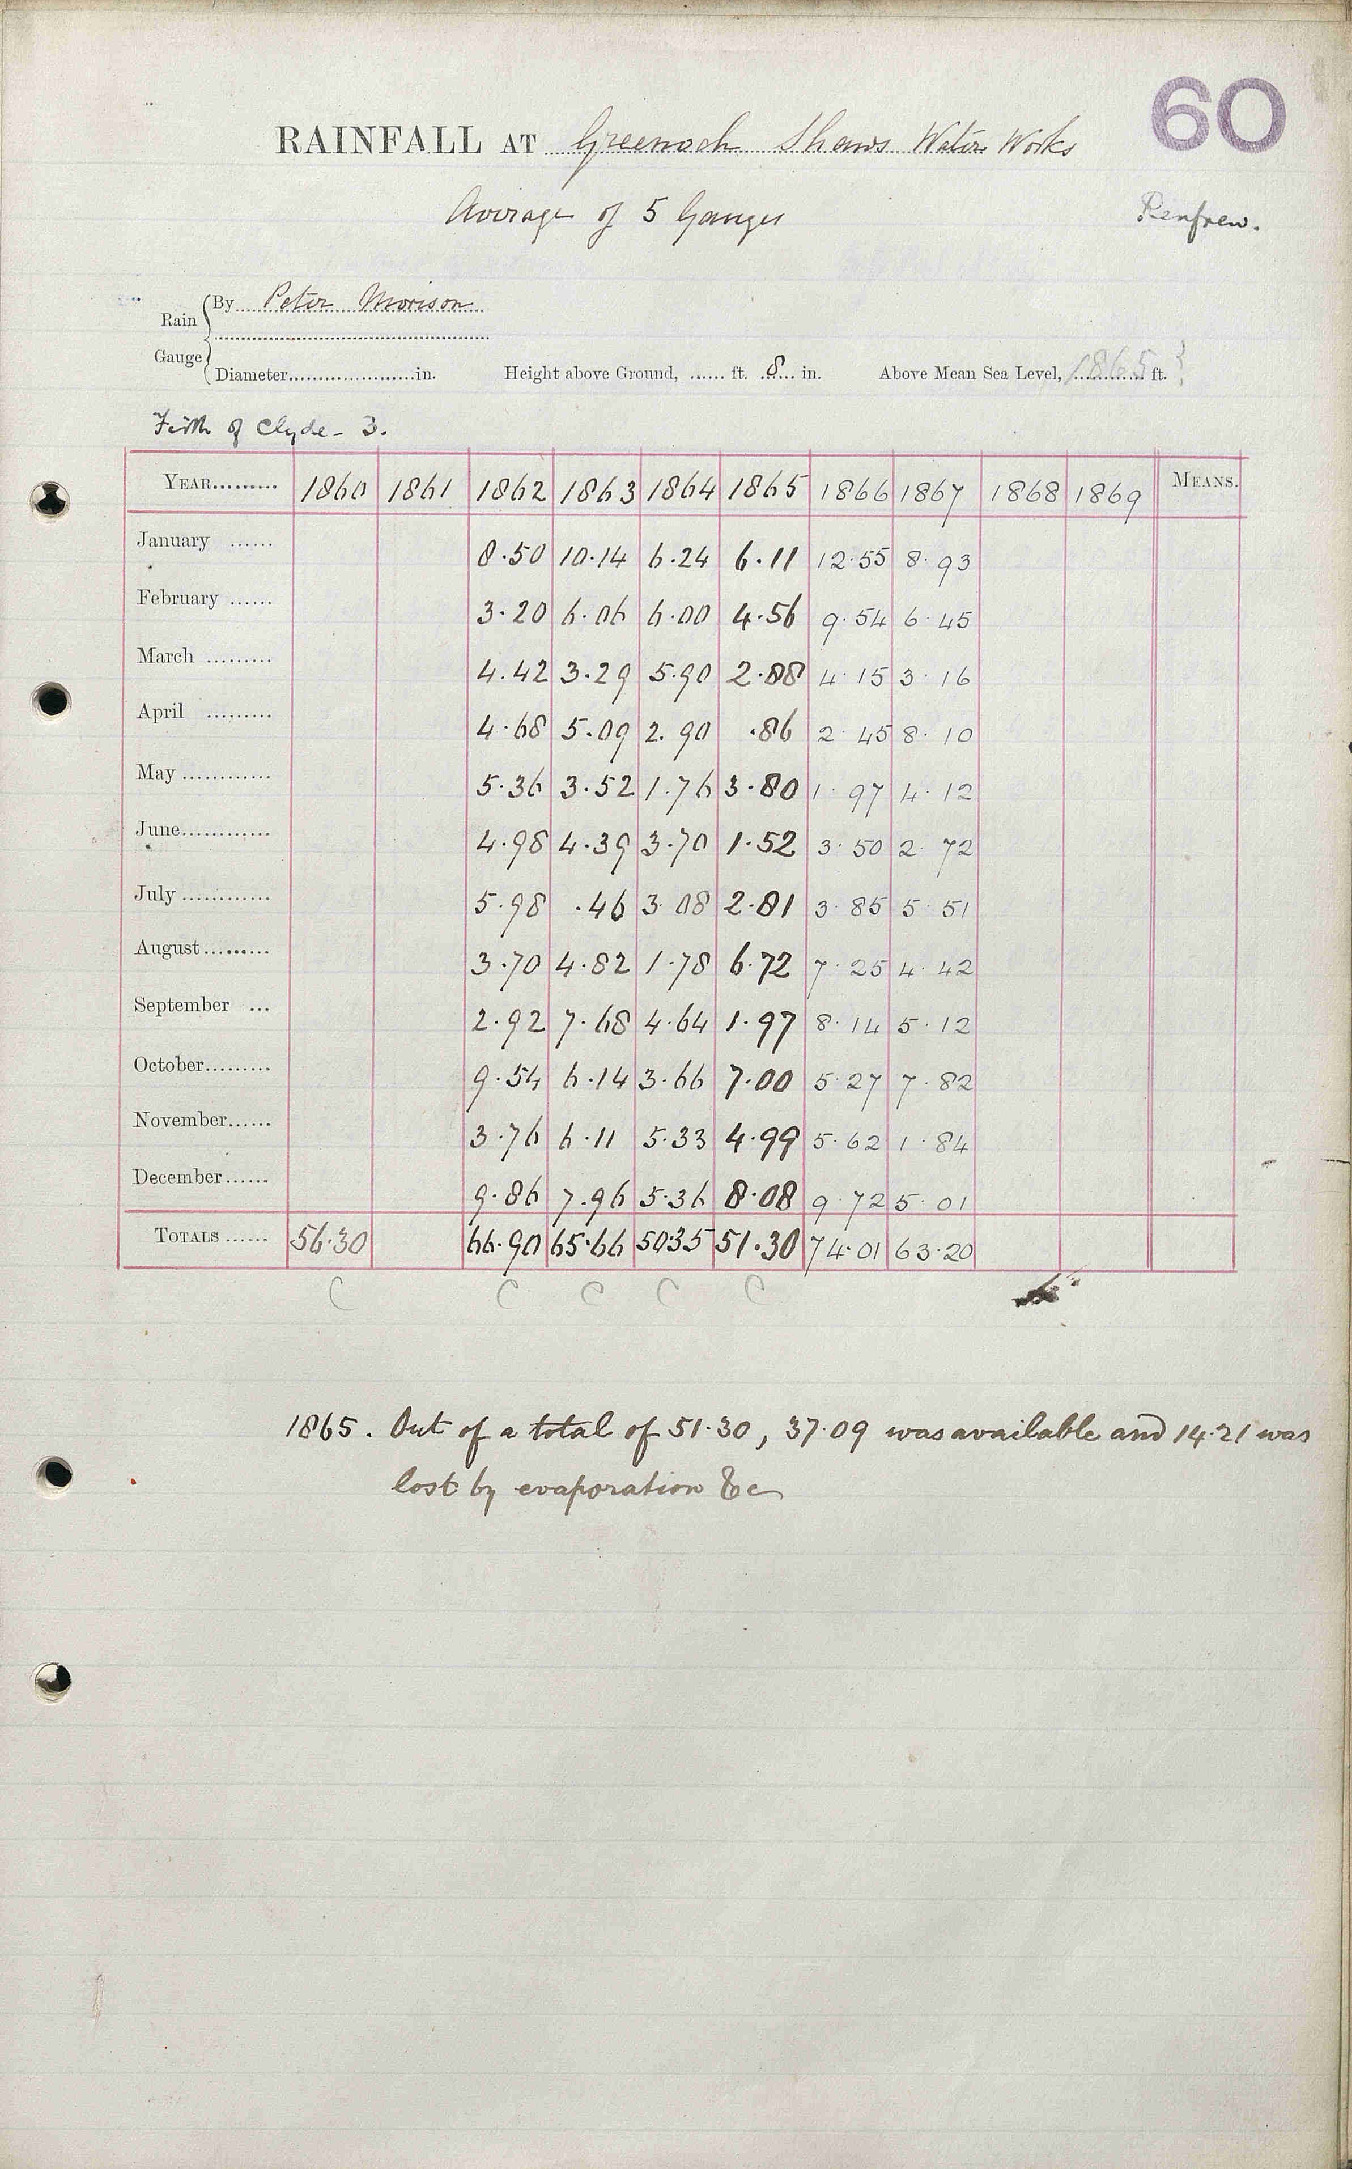 60
RAINFALL AT Greenock Shaws Water Works
Average of 5 Gauges
Renfrew.
Rain Gauge { By Peter Morison
Diameter.....................in. Height above Ground, ...... ft. 8 in. Above Mean Sea Level, 1865 ft.
Firth of Clyde - 3.
YEAR......... 1860 1861 1862 1863 1864 1865 1866 1867 1868 1869 MEANS.
January ...... 8.50 10.14 6.24 6.11 12.55 8.93
February ...... 3.20 6.06 6.00 4.56 9.54 6.45
March ......... 4.42 3.29 5.90 2.88 4.15 3.16
April ......... 4.68 5.09 2.90 .86 2.45 8.10
May ............ 5.36 3.52 1.76 3.80 1.97 4.12
June............ 4.98 4.39 3.70 1.52 3.50 2.72
July ............ 5.98 .46 3.08 2.81 3.85 5.51
August ......... 3.70 4.82 1.78 6.72 7.25 4.42
September ... 2.92 7.68 4.64 1.97 8.14 5.12
October......... 9.54 6.14 3.66 7.00 5.27 7.82
November...... 3.76 6.11 5.33 4.99 5.62 1.84
December...... 9.86 7.96 5.36 8.08 9.72 5.01
TOTALS ...... 56.30 66.90 65.66 50.35 51.30 74.01 63.20
C C C C C
1865. Out of a total of 51.30, 37.09 was available and 14.21 was
lost by evaporation &c